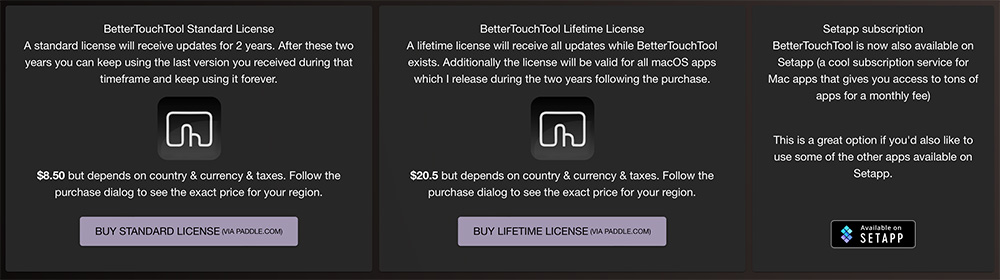 BetterTouchTool Standard License
A standard license will receive updates for 2 years. After these two
years you can keep using the last version you received during that
timeframe and keep using it forever.
$8.50 but depends on country & currency & taxes. Follow the
purchase dialog to see the exact price for your region.
BUY STANDARD LICENSE (VIA PADDLE.COM)
BetterTouchTool Lifetime License
A lifetime license will receive all updates while BetterTouchTool
exists. Additionally the license will be valid for all macOS apps
which I release during the two years following the purchase.
$20.5 but depends on country & currency & taxes. Follow the
purchase dialog to see the exact price for your region.
BUY LIFETIME LICENSE (VIA PADDLE.COM)
Setapp subscription
BetterTouchTool is now also available on
Setapp (a cool subscription service for
Mac apps that gives you access to tons of
apps for a monthly fee)
This is a great option if you'd also like to
use some of the other apps available on
Setapp.
Available on
SETAPP